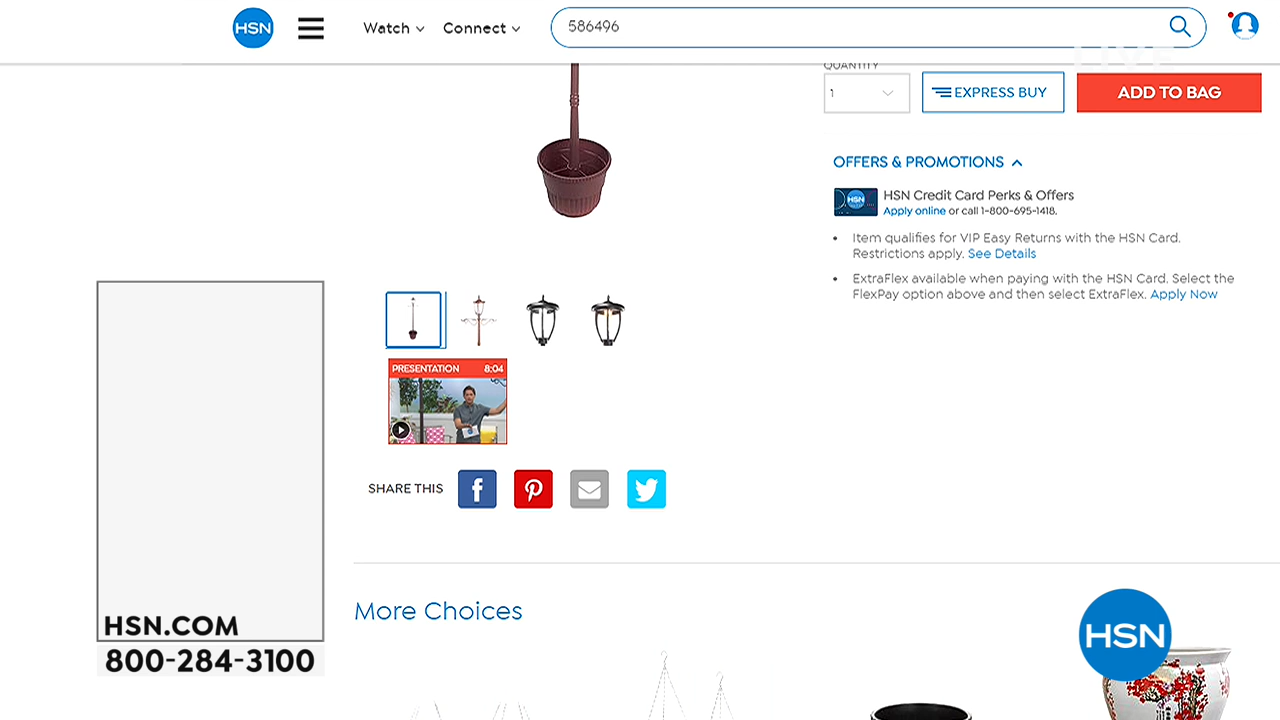 HSN
Watch
Connect
586496
LIVE
QUANTITY
1
EXPRESS BUY
ADD TO BAG
OFFERS & PROMOTIONS
HSN
HSN Credit Card Perks & Offers
Apply online or call 1-800-695-1418.
• Item qualifies for VIP Easy Returns with the HSN Card.
Restrictions apply. See Details
• ExtraFlex available when paying with the HSN Card. Select the
FlexPay option above and then select ExtraFlex. Apply Now
PRESENTATION 8:04
SHARE THIS
More Choices
HSN.COM
800-284-3100
HSN